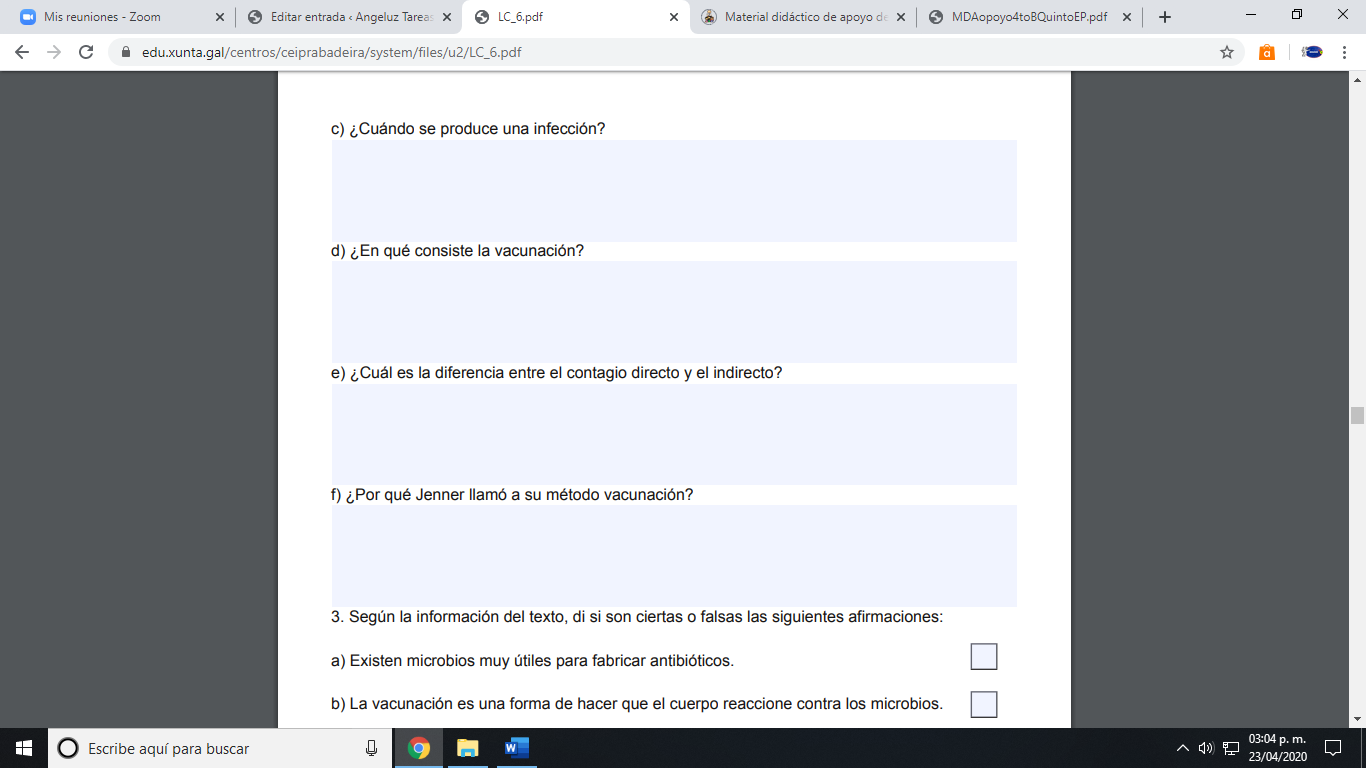 Mis reuniones - Zoom
Editar entrada ‹ Angeluz Tareas
LC_6.pdf
Material didáctico de apoyo de
MDAopoyo4toBQuintoEP.pdf
edu.xunta.gal/centros/ceiprabadeira/system/files/u2/LC_6.pdf
c) ¿Cuándo se produce una infección?
d) ¿En qué consiste la vacunación?
e) ¿Cuál es la diferencia entre el contagio directo y el indirecto?
f) ¿Por qué Jenner llamó a su método vacunación?
3. Según la información del texto, di si son ciertas o falsas las siguientes afirmaciones:
a) Existen microbios muy útiles para fabricar antibióticos.
b) La vacunación es una forma de hacer que el cuerpo reaccione contra los microbios.
Escribe aquí para buscar
03:04 p. m.
23/04/2020